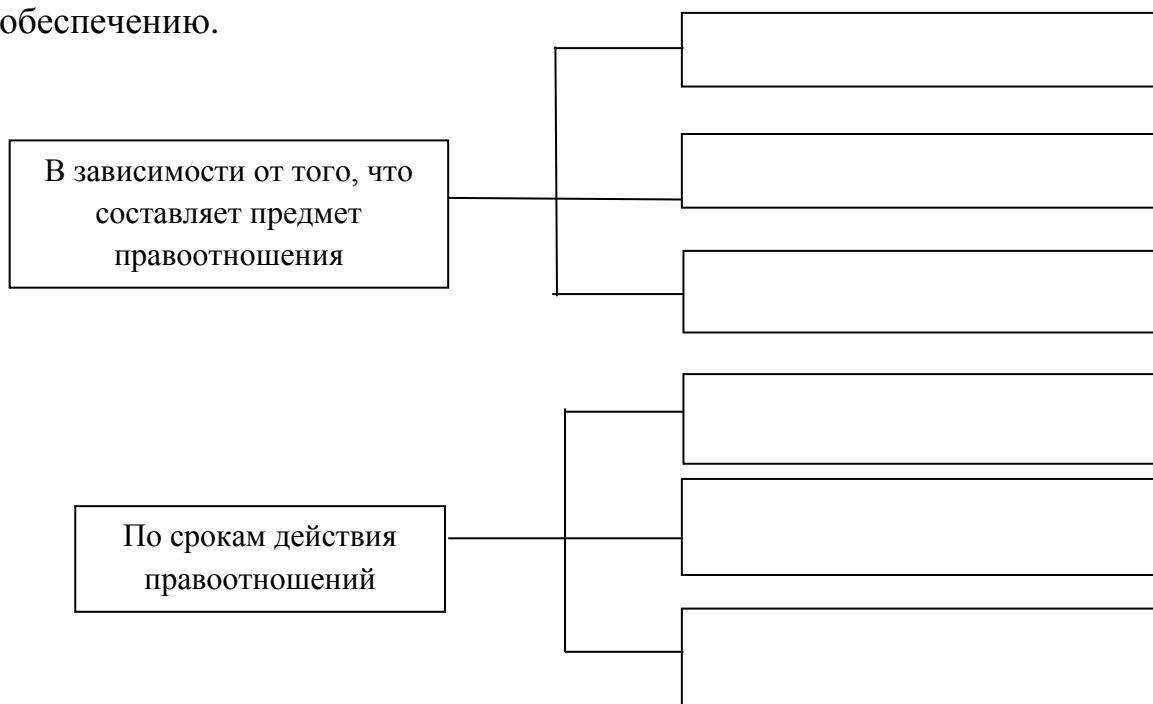 обеспечению.
В зависимости от того, что
составляет предмет
правоотношения
По срокам действия
правоотношений